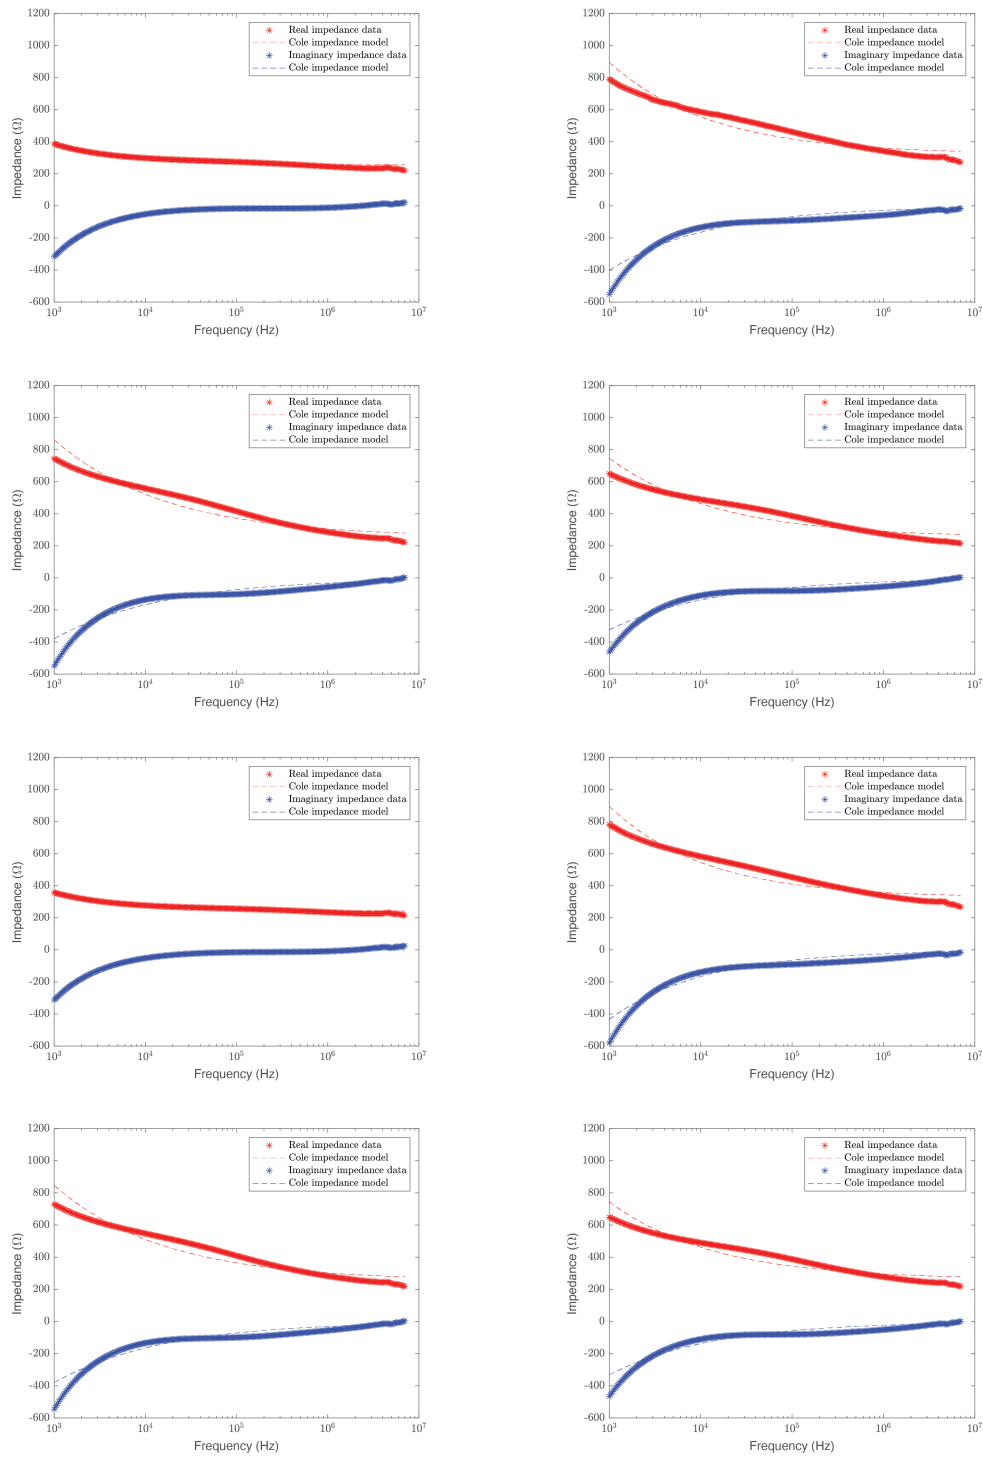 1200
1000
800
600
400
200
0
-200
-400
-600
10³ 10⁴ 10⁵ 10⁶ 10⁷
Impedance (Ω)
Frequency (Hz)
Real impedance data
Cole impedance model
Imaginary impedance data
Cole impedance model
1200
1000
800
600
400
200
0
-200
-400
-600
10³ 10⁴ 10⁵ 10⁶ 10⁷
Impedance (Ω)
Frequency (Hz)
Real impedance data
Cole impedance model
Imaginary impedance data
Cole impedance model
1200
1000
800
600
400
200
0
-200
-400
-600
10³ 10⁴ 10⁵ 10⁶ 10⁷
Impedance (Ω)
Frequency (Hz)
Real impedance data
Cole impedance model
Imaginary impedance data
Cole impedance model
1200
1000
800
600
400
200
0
-200
-400
-600
10³ 10⁴ 10⁵ 10⁶ 10⁷
Impedance (Ω)
Frequency (Hz)
Real impedance data
Cole impedance model
Imaginary impedance data
Cole impedance model
1200
1000
800
600
400
200
0
-200
-400
-600
10³ 10⁴ 10⁵ 10⁶ 10⁷
Impedance (Ω)
Frequency (Hz)
Real impedance data
Cole impedance model
Imaginary impedance data
Cole impedance model
1200
1000
800
600
400
200
0
-200
-400
-600
10³ 10⁴ 10⁵ 10⁶ 10⁷
Impedance (Ω)
Frequency (Hz)
Real impedance data
Cole impedance model
Imaginary impedance data
Cole impedance model
1200
1000
800
600
400
200
0
-200
-400
-600
10³ 10⁴ 10⁵ 10⁶ 10⁷
Impedance (Ω)
Frequency (Hz)
Real impedance data
Cole impedance model
Imaginary impedance data
Cole impedance model
1200
1000
800
600
400
200
0
-200
-400
-600
10³ 10⁴ 10⁵ 10⁶ 10⁷
Impedance (Ω)
Frequency (Hz)
Real impedance data
Cole impedance model
Imaginary impedance data
Cole impedance model